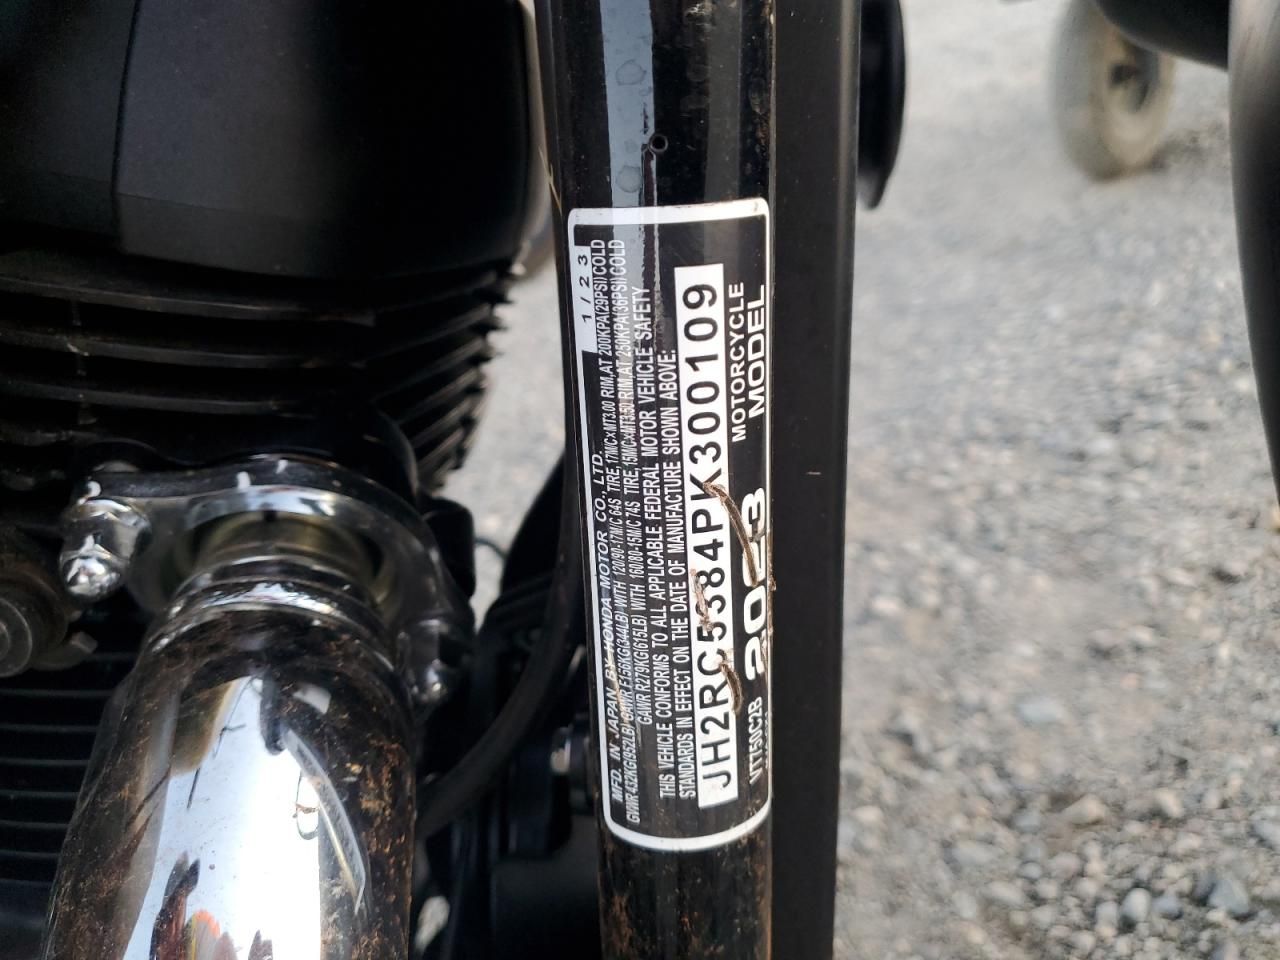 1/23
MFD. IN JAPAN BY HONDA MOTOR CO., LTD.
GVWR 432KG(952LB) GAWR F156KG(344LB) WITH 120/90-17M/C 64S TIRE, 17M/C×MT3.00 RIM, AT 200KPA(29PSI) COLD
GAWR R279KG(615LB) WITH 160/80-15M/C 74S TIRE, 15M/C×MT3.50 RIM, AT 250KPA(36PSI) COLD
THIS VEHICLE CONFORMS TO ALL APPLICABLE FEDERAL MOTOR VEHICLE SAFETY
STANDARDS IN EFFECT ON THE DATE OF MANUFACTURE SHOWN ABOVE:
JH2RC5384PK300109
MOTORCYCLE
VT750C2B 2023 MODEL